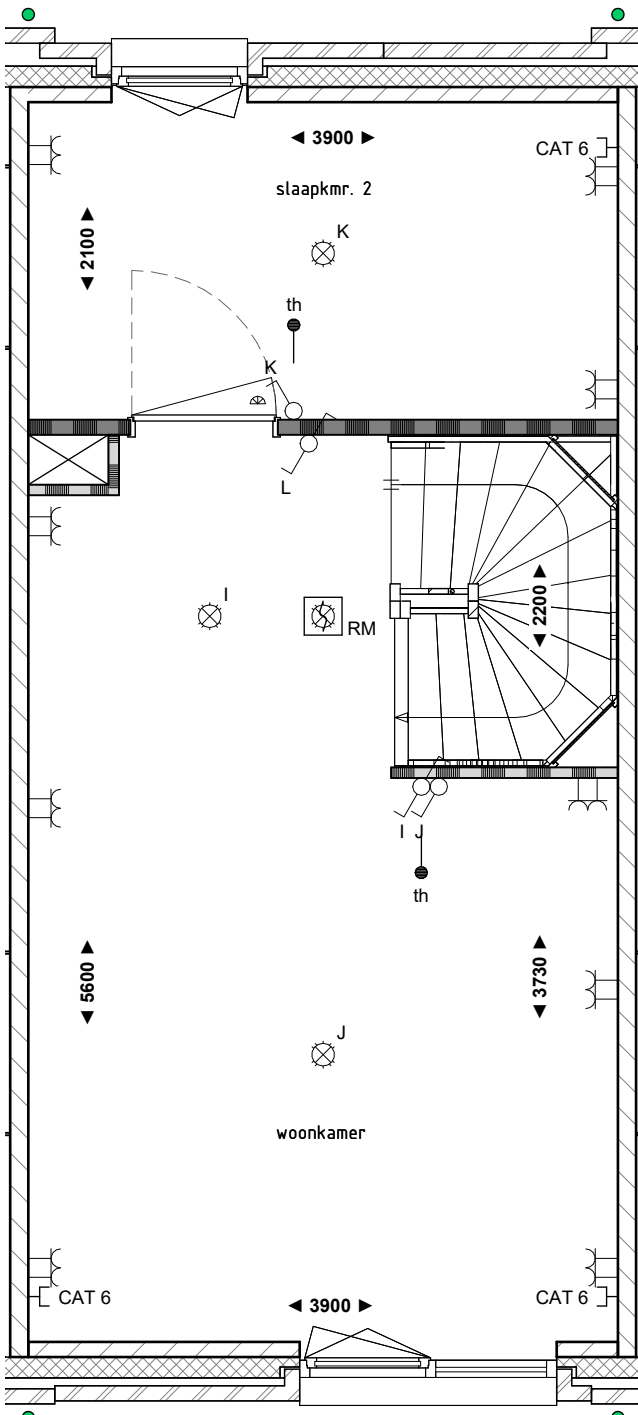 ◄ 3900 ►
CAT 6
slaapkmr. 2
◄ 2100 ►
K
th
K
L
I
RM
◄ 2200 ►
I J
th
◄ 5600 ►
◄ 3730 ►
J
woonkamer
CAT 6
◄ 3900 ►
CAT 6